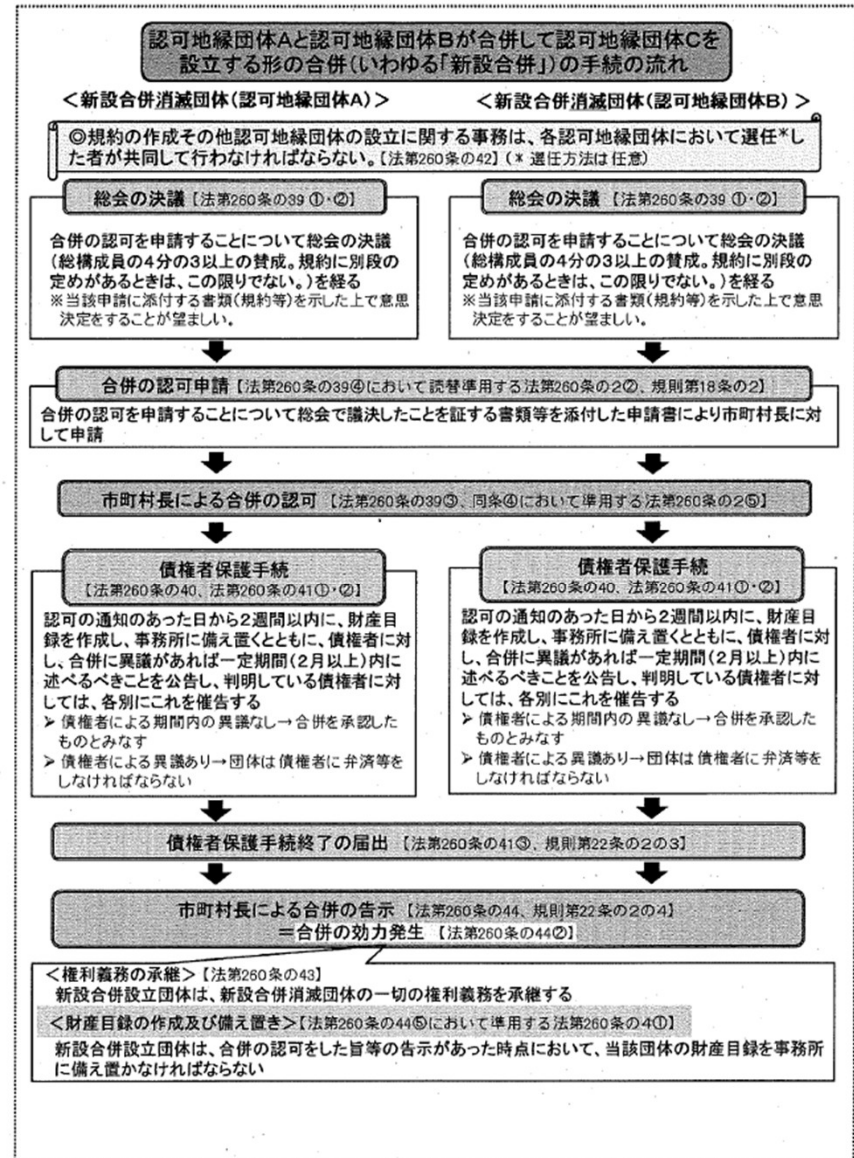 認可地縁団体Aと認可地縁団体Bが合併して認可地縁団体Cを
設立する形の合併(いわゆる「新設合併」)の手続の流れ
＜新設合併消滅団体(認可地縁団体A)＞
＜新設合併消滅団体(認可地縁団体B)＞
◎規約の作成その他認可地縁団体の設立に関する事務は、各認可地縁団体において選任*し
た者が共同して行わなければならない。【法第260条の42】(* 選任方法は任意)
総会の決議【法第260条の39 ①・②】
合併の認可を申請することについて総会の決議
(総構成員の4分の3以上の賛成。規約に別段の
定めがあるときは、この限りでない。)を経る
※当該申請に添付する書類(規約等)を示した上で意思
決定をすることが望ましい。
総会の決議【法第260条の39 ①・②】
合併の認可を申請することについて総会の決議
(総構成員の4分の3以上の賛成。規約に別段の
定めがあるときは、この限りでない。)を経る
※当該申請に添付する書類(規約等)を示した上で意思
決定をすることが望ましい。
合併の認可申請【法第260条の39④において読替準用する法第260条の2②、規則第18条の2】
合併の認可を申請することについて総会で議決したことを証する書類等を添付した申請書により市町村長に対
して申請
市町村長による合併の認可【法第260条の39③、同条④において準用する法第260条の2⑤】
債権者保護手続
【法第260条の40、法第260条の41①・②】
認可の通知のあった日から2週間以内に、財産目
録を作成し、事務所に備え置くとともに、債権者に対
し、合併に異議があれば一定期間(2月以上)内に
述べるべきことを公告し、判明している債権者に対
しては、各別にこれを催告する
➢ 債権者による期間内の異議なし→合併を承認した
ものとみなす
➢ 債権者による異議あり→団体は債権者に弁済等を
しなければならない
債権者保護手続
【法第260条の40、法第260条の41①・②】
認可の通知のあった日から2週間以内に、財産目
録を作成し、事務所に備え置くとともに、債権者に対
し、合併に異議があれば一定期間(2月以上)内に
述べるべきことを公告し、判明している債権者に対
しては、各別にこれを催告する
➢ 債権者による期間内の異議なし→合併を承認した
ものとみなす
➢ 債権者による異議あり→団体は債権者に弁済等を
しなければならない
債権者保護手続終了の届出【法第260条の41③、規則第22条の2の3】
市町村長による合併の告示【法第260条の44、規則第22条の2の4】
＝合併の効力発生【法第260条の44②】
＜権利義務の承継＞【法第260条の43】
新設合併設立団体は、新設合併消滅団体の一切の権利義務を承継する
＜財産目録の作成及び備え置き＞【法第260条の44⑤において準用する法第260条の4①】
新設合併設立団体は、合併の認可をした旨等の告示があった時点において、当該団体の財産目録を事務所
に備え置かなければならない